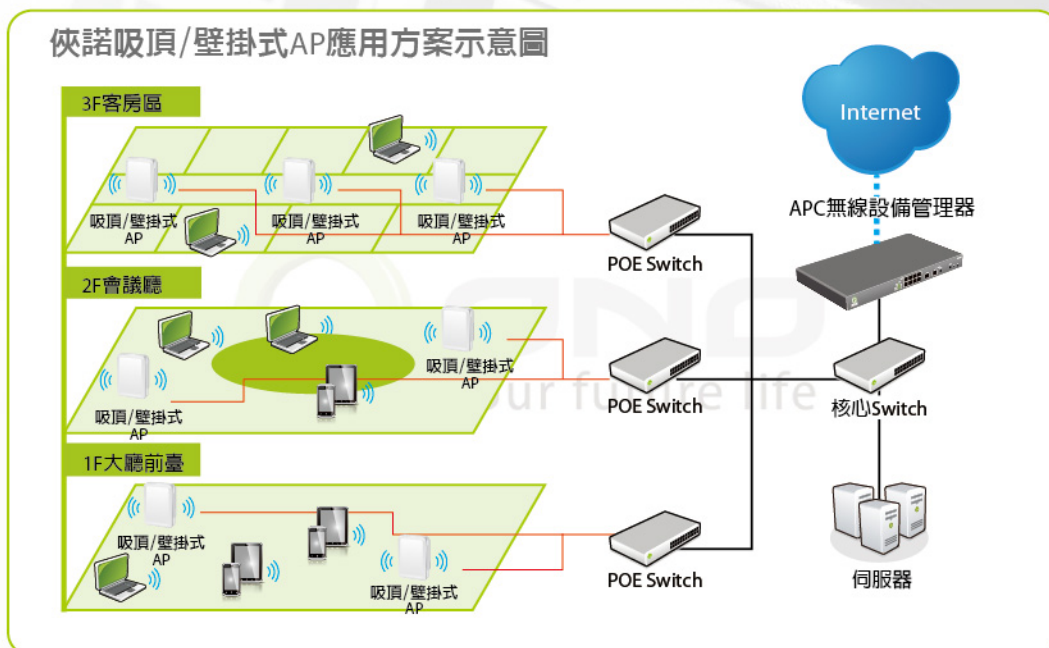 俠諾吸頂/壁掛式AP應用方案示意圖
3F客房區
吸頂/壁掛式
AP
吸頂/壁掛式
AP
吸頂/壁掛式
AP
POE Switch
2F會議廳
吸頂/壁掛式
AP
吸頂/壁掛式
AP
POE Switch
1F大廳前臺
吸頂/壁掛式
AP
吸頂/壁掛式
AP
POE Switch
Internet
APC無線設備管理器
核心Switch
伺服器
QNO
our future life